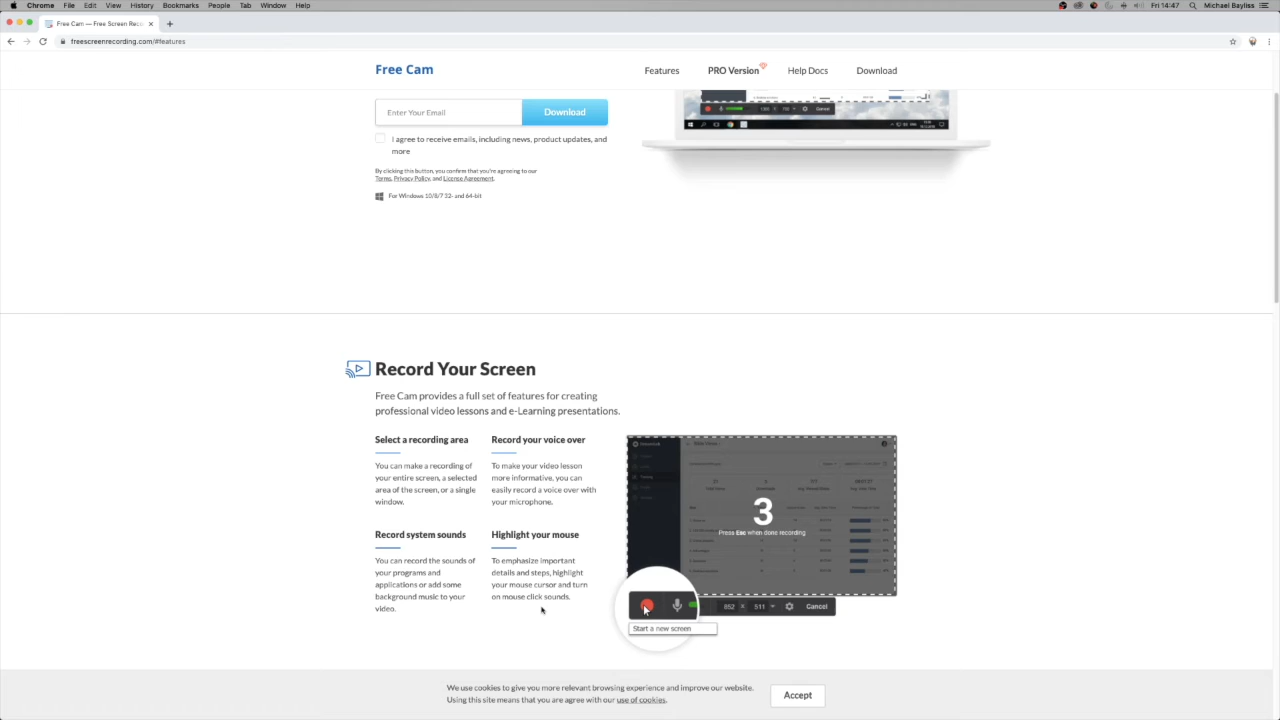 Chrome File Edit View History Bookmarks People Tab Window Help
Fri 14:47 Michael Bayliss
Free Cam — Free Screen Reco
freescreenrecording.com/#features
Free Cam
Features PRO Version Help Docs Download
Enter Your Email Download
I agree to receive emails, including news, product updates, and
more
By clicking this button, you confirm that you're agreeing to our
Terms, Privacy Policy, and License Agreement.
For Windows 10/8/7 32- and 64-bit
Cancel
Record Your Screen
Free Cam provides a full set of features for creating
professional video lessons and e-Learning presentations.
Select a recording area
You can make a recording of
your entire screen, a selected
area of the screen, or a single
window.
Record your voice over
To make your video lesson
more informative, you can
easily record a voice over with
your microphone.
Record system sounds
You can record the sounds of
your programs and
applications or add some
background music to your
video.
Highlight your mouse
To emphasize important
details and steps, highlight
your mouse cursor and turn
on mouse click sounds.
3
Press Esc when done recording
852 x 511 Cancel
Start a new screen
We use cookies to give you more relevant browsing experience and improve our website.
Using this site means that you are agree with our use of cookies.
Accept